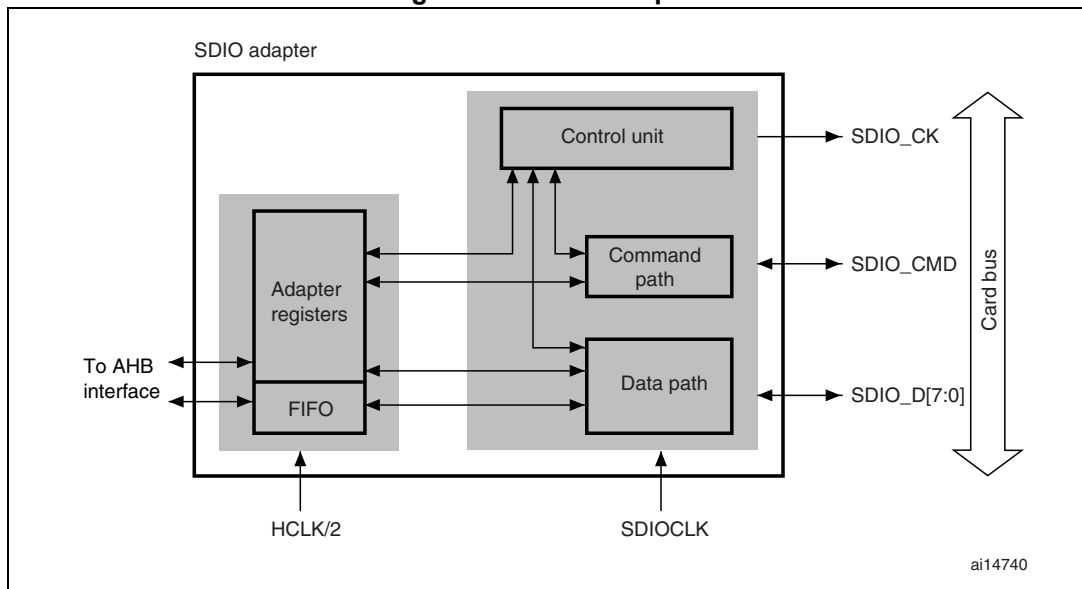 SDIO adapter
Control unit
SDIO_CK
Command
path
SDIO_CMD
Adapter
registers
Card bus
To AHB
interface
Data path
SDIO_D[7:0]
FIFO
HCLK/2
SDIOCLK
ai14740